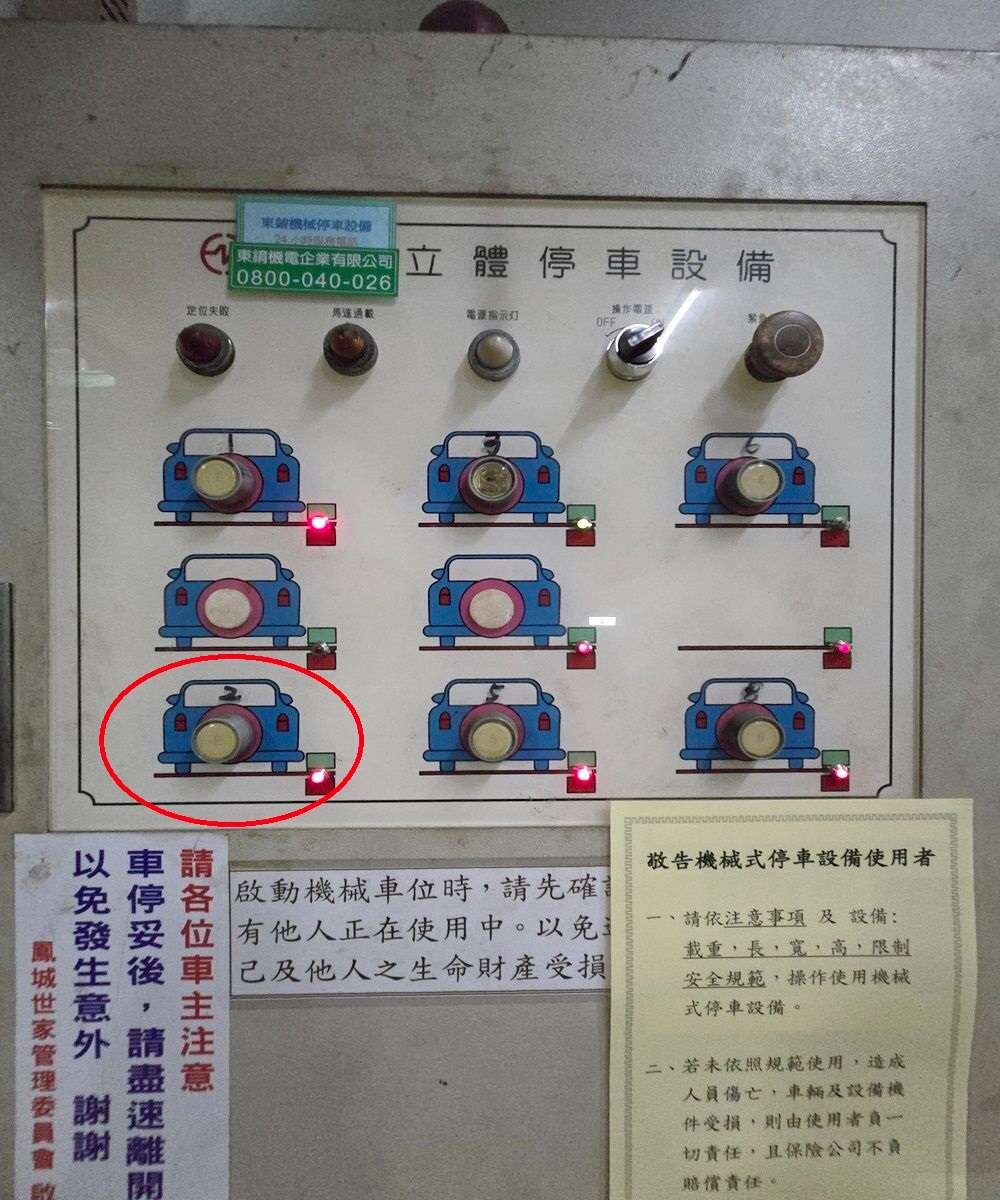 東錥機械停車設備
東錥機電企業有限公司
0800-040-026
立體停車設備
定位失敗
馬達過載
電源指示灯
操作電源
OFF
ON
緊急
1
3
6
2
5
8
請各位車主注意
車停妥後，請盡速離開
以免發生意外 謝謝
鳳城世家管理委員會 啟
啟動機械車位時，請先確
有他人正在使用中。以免
己及他人之生命財產受損
敬告機械式停車設備使用者
一、請依注意事項 及 設備:
載重，長，寬，高，限制
安全規範，操作使用機械
式停車設備。
二、若未依照規範使用，造成
人員傷亡，車輛及設備機
件受損，則由使用者負一
切責任，且保險公司不負
賠償責任。